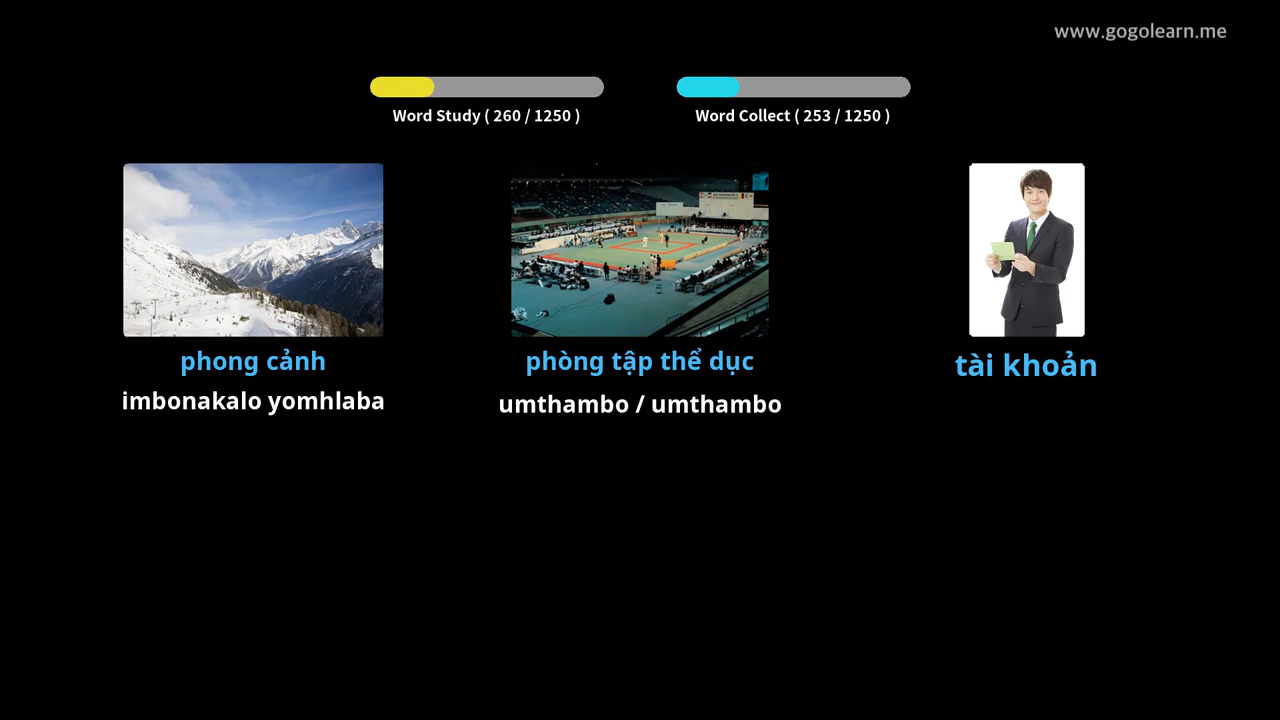 www.gogolearn.me
Word Study ( 260 / 1250 )
Word Collect ( 253 / 1250 )
phong cảnh
phòng tập thể dục
tài khoản
imbonakalo yomhlaba
umthambo / umthambo